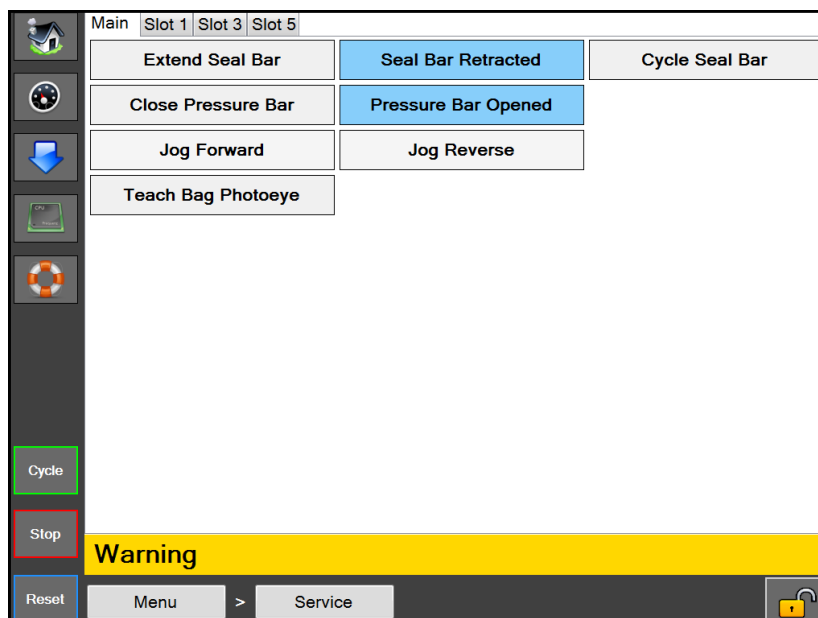 Main Slot 1 Slot 3 Slot 5
Extend Seal Bar Seal Bar Retracted Cycle Seal Bar
Close Pressure Bar Pressure Bar Opened
Jog Forward Jog Reverse
Teach Bag Photoeye
Cycle
Stop
Warning
Reset Menu > Service